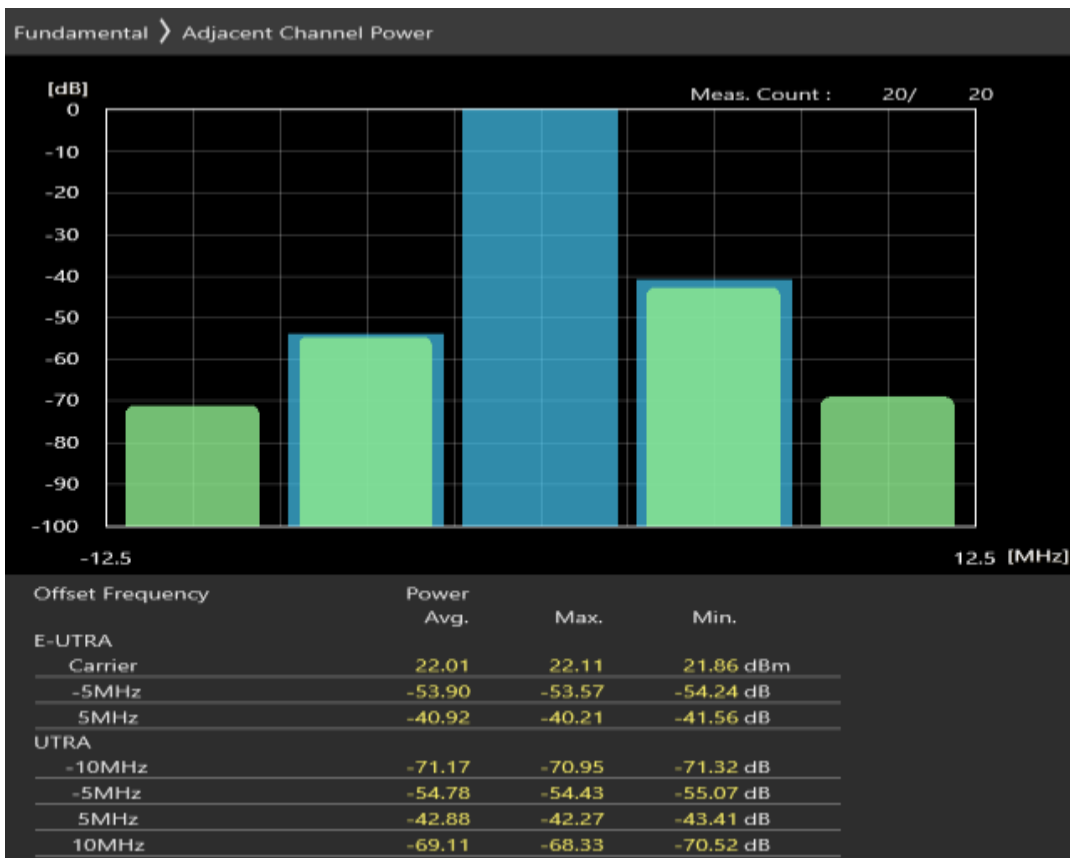 Fundamental 〉 Adjacent Channel Power
[dB]
Meas. Count : 20/ 20
0
-10
-20
-30
-40
-50
-60
-70
-80
-90
-100
-12.5 12.5 [MHz]
Offset Frequency Power
Avg. Max. Min.
E-UTRA
Carrier 22.01 22.11 21.86 dBm
-5MHz -53.90 -53.57 -54.24 dB
5MHz -40.92 -40.21 -41.56 dB
UTRA
-10MHz -71.17 -70.95 -71.32 dB
-5MHz -54.78 -54.43 -55.07 dB
5MHz -42.88 -42.27 -43.41 dB
10MHz -69.11 -68.33 -70.52 dB